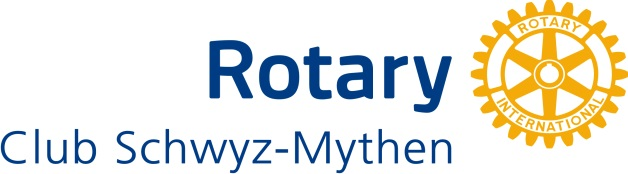 Rotary
Club Schwyz-Mythen
ROTARY
INTERNATIONAL